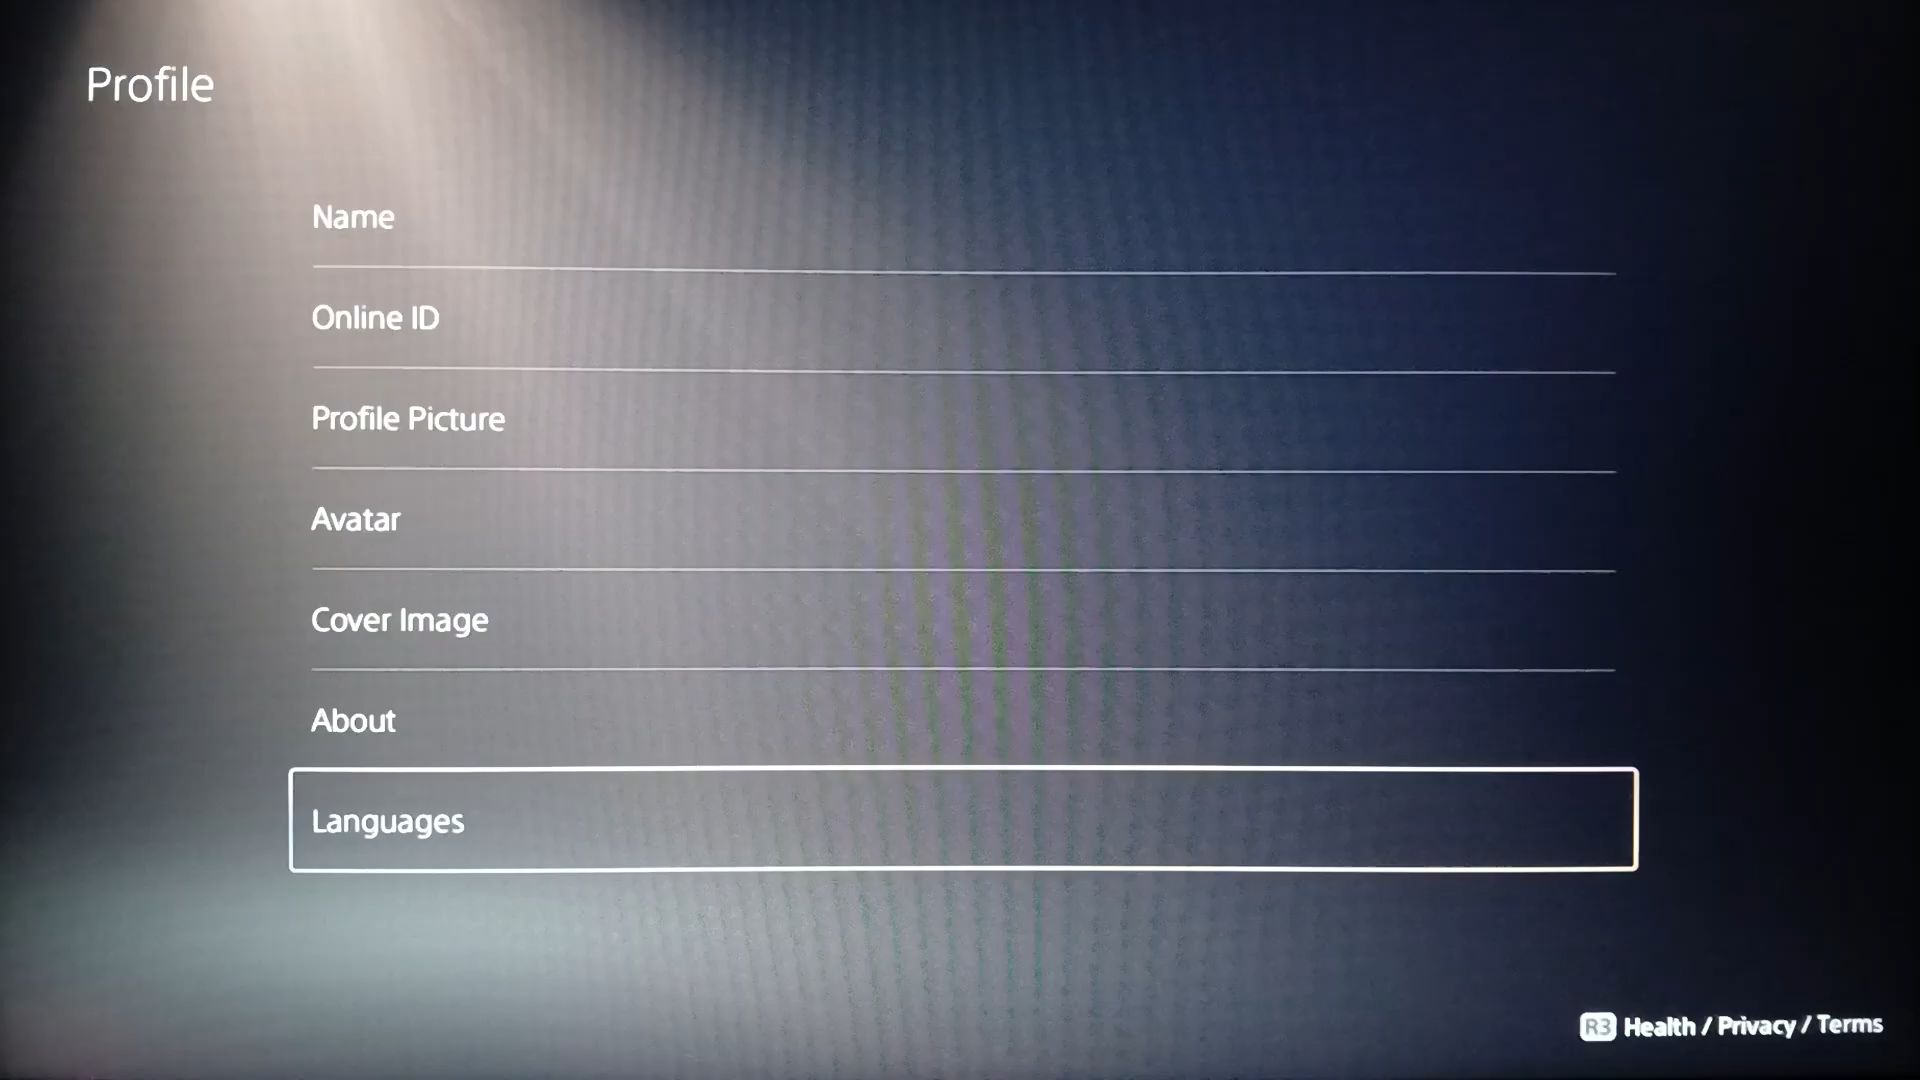 Profile
Name
Online ID
Profile Picture
Avatar
Cover Image
About
Languages
R3 Health / Privacy / Terms